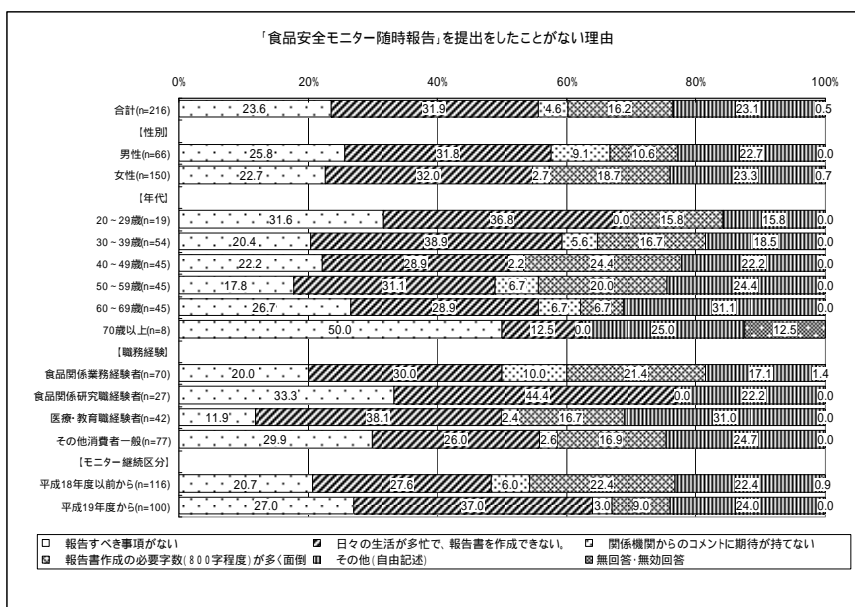 「食品安全モニター随時報告」を提出をしたことがない理由
0% 20% 40% 60% 80% 100%
合計(n=216) 23.6 31.9 4.6 16.2 23.1 0.5
【性別】
男性(n=66) 25.8 31.8 9.1 10.6 22.7 0.0
女性(n=150) 22.7 32.0 2.7 18.7 23.3 0.7
【年代】
20~29歳(n=19) 31.6 36.8 0.0 15.8 15.8 0.0
30~39歳(n=54) 20.4 38.9 5.6 16.7 18.5 0.0
40~49歳(n=45) 22.2 28.9 2.2 24.4 22.2 0.0
50~59歳(n=45) 17.8 31.1 6.7 20.0 24.4 0.0
60~69歳(n=45) 26.7 28.9 6.7 6.7 31.1 0.0
70歳以上(n=8) 50.0 12.5 0.0 25.0 12.5
【職務経験】
食品関係業務経験者(n=70) 20.0 30.0 10.0 21.4 17.1 1.4
食品関係研究職経験者(n=27) 33.3 44.4 0.0 22.2 0.0
医療・教育職経験者(n=42) 11.9 38.1 2.4 16.7 31.0 0.0
その他消費者一般(n=77) 29.9 26.0 2.6 16.9 24.7 0.0
【モニター継続区分】
平成18年度以前から(n=116) 20.7 27.6 6.0 22.4 22.4 0.9
平成19年度から(n=100) 27.0 37.0 3.0 9.0 24.0 0.0
報告すべき事項がない 日々の生活が多忙で、報告書を作成できない。 関係機関からのコメントに期待が持てない
報告書作成の必要字数(800字程度)が多く面倒 その他(自由記述) 無回答・無効回答